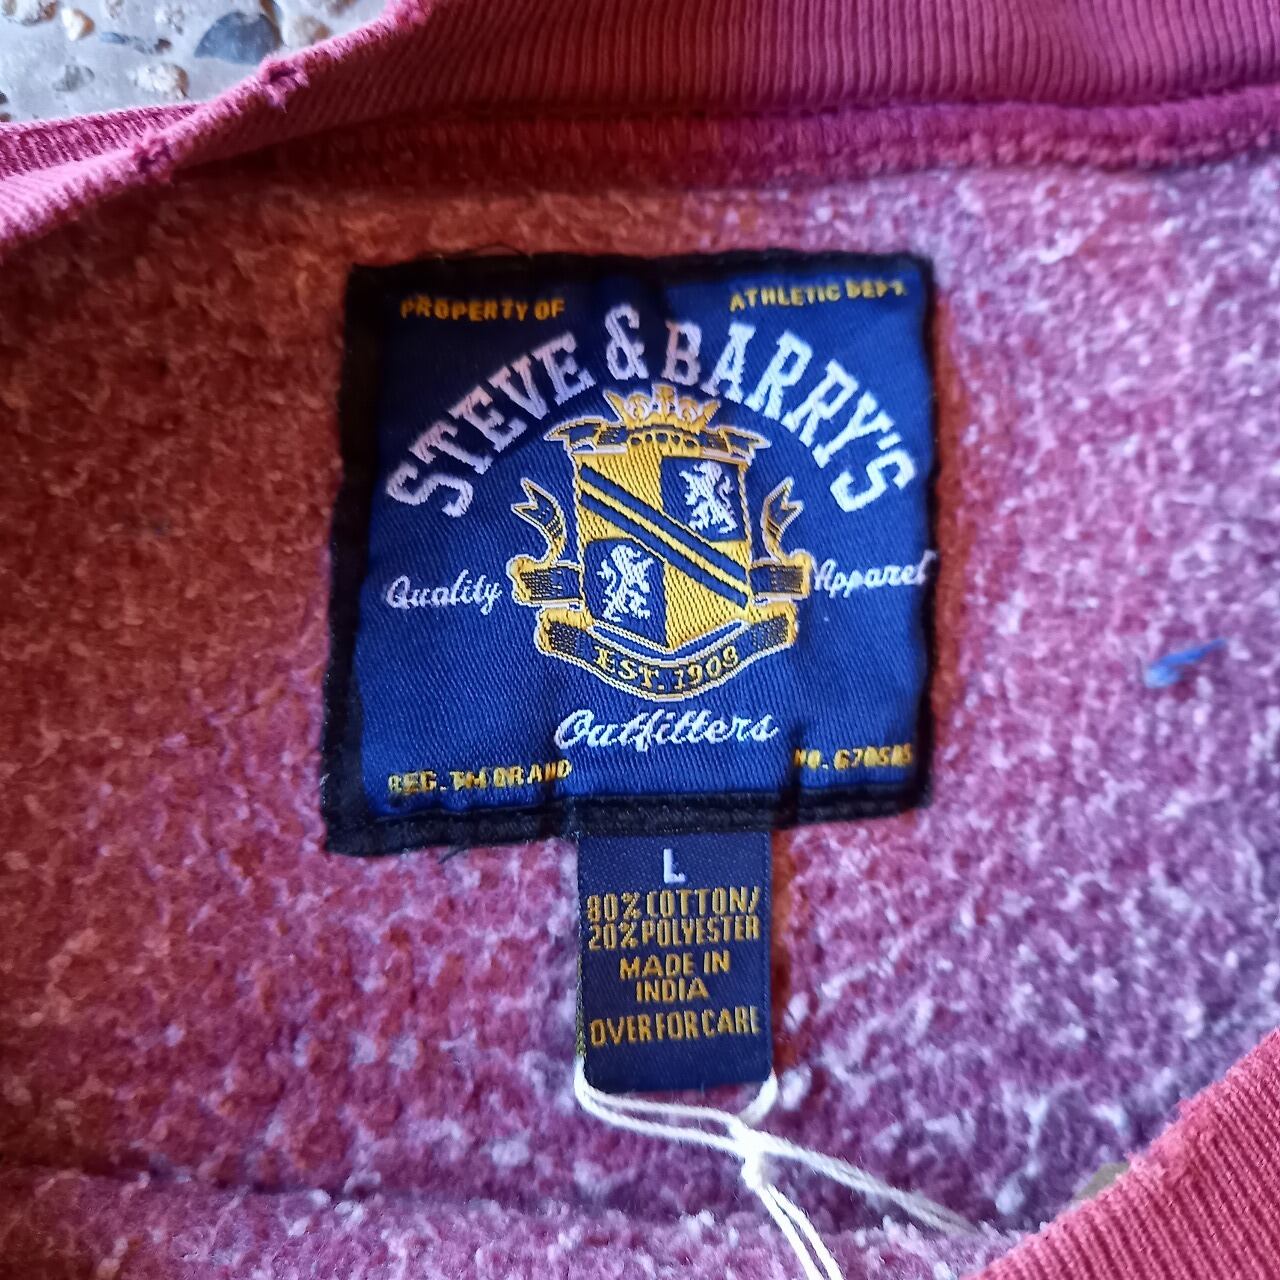 PROPERTY OF
ATHLETIC DEPT.
STEVE & BARRY'S
Quality
Apparel
EST. 1908
Outfitters
REG. TM BRAND
L
80% COTTON/
20% POLYESTER
MADE IN
INDIA
OVER FOR CARE